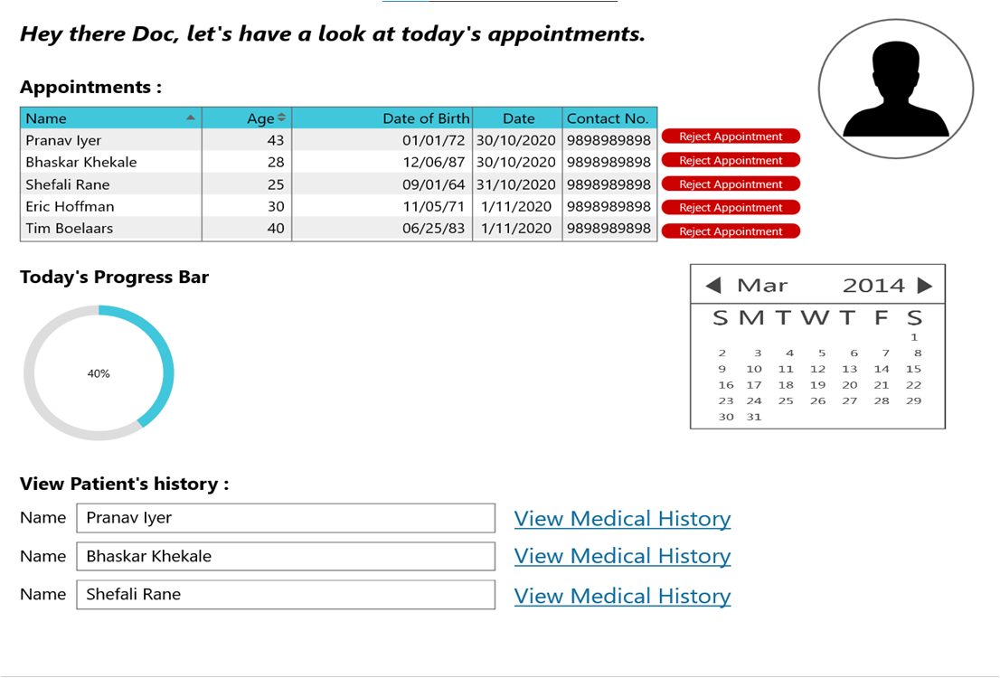 Hey there Doc, let's have a look at today's appointments.
Appointments :
Name Age Date of Birth Date Contact No.
Pranav Iyer 43 01/01/72 30/10/2020 9898989898 Reject Appointment
Bhaskar Khekale 28 12/06/87 30/10/2020 9898989898 Reject Appointment
Shefali Rane 25 09/01/64 31/10/2020 9898989898 Reject Appointment
Eric Hoffman 30 11/05/71 1/11/2020 9898989898 Reject Appointment
Tim Boelaars 40 06/25/83 1/11/2020 9898989898 Reject Appointment
Today's Progress Bar
40%
Mar 2014
S M T W T F S
1
2 3 4 5 6 7 8
9 10 11 12 13 14 15
16 17 18 19 20 21 22
23 24 25 26 27 28 29
30 31
View Patient's history :
Name Pranav Iyer View Medical History
Name Bhaskar Khekale View Medical History
Name Shefali Rane View Medical History